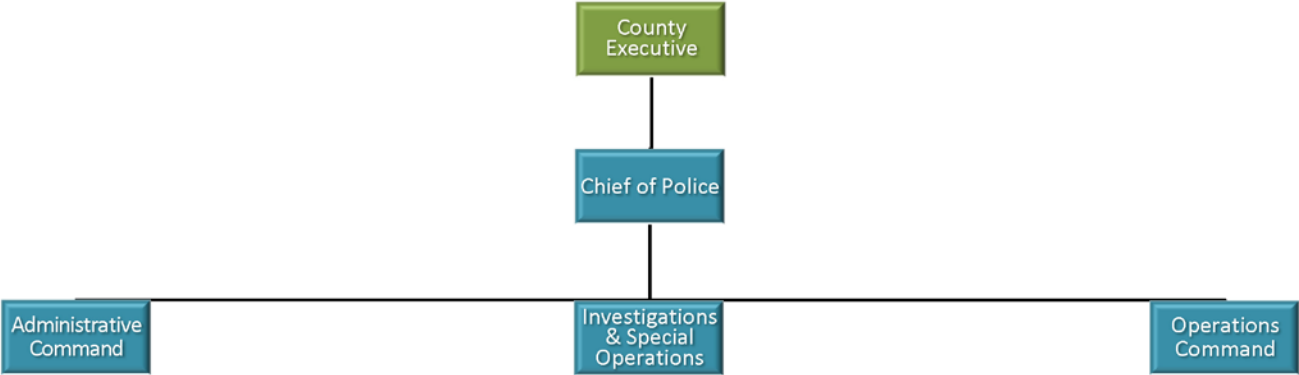 County
Executive
Chief of Police
Administrative
Command
Investigations
& Special
Operations
Operations
Command